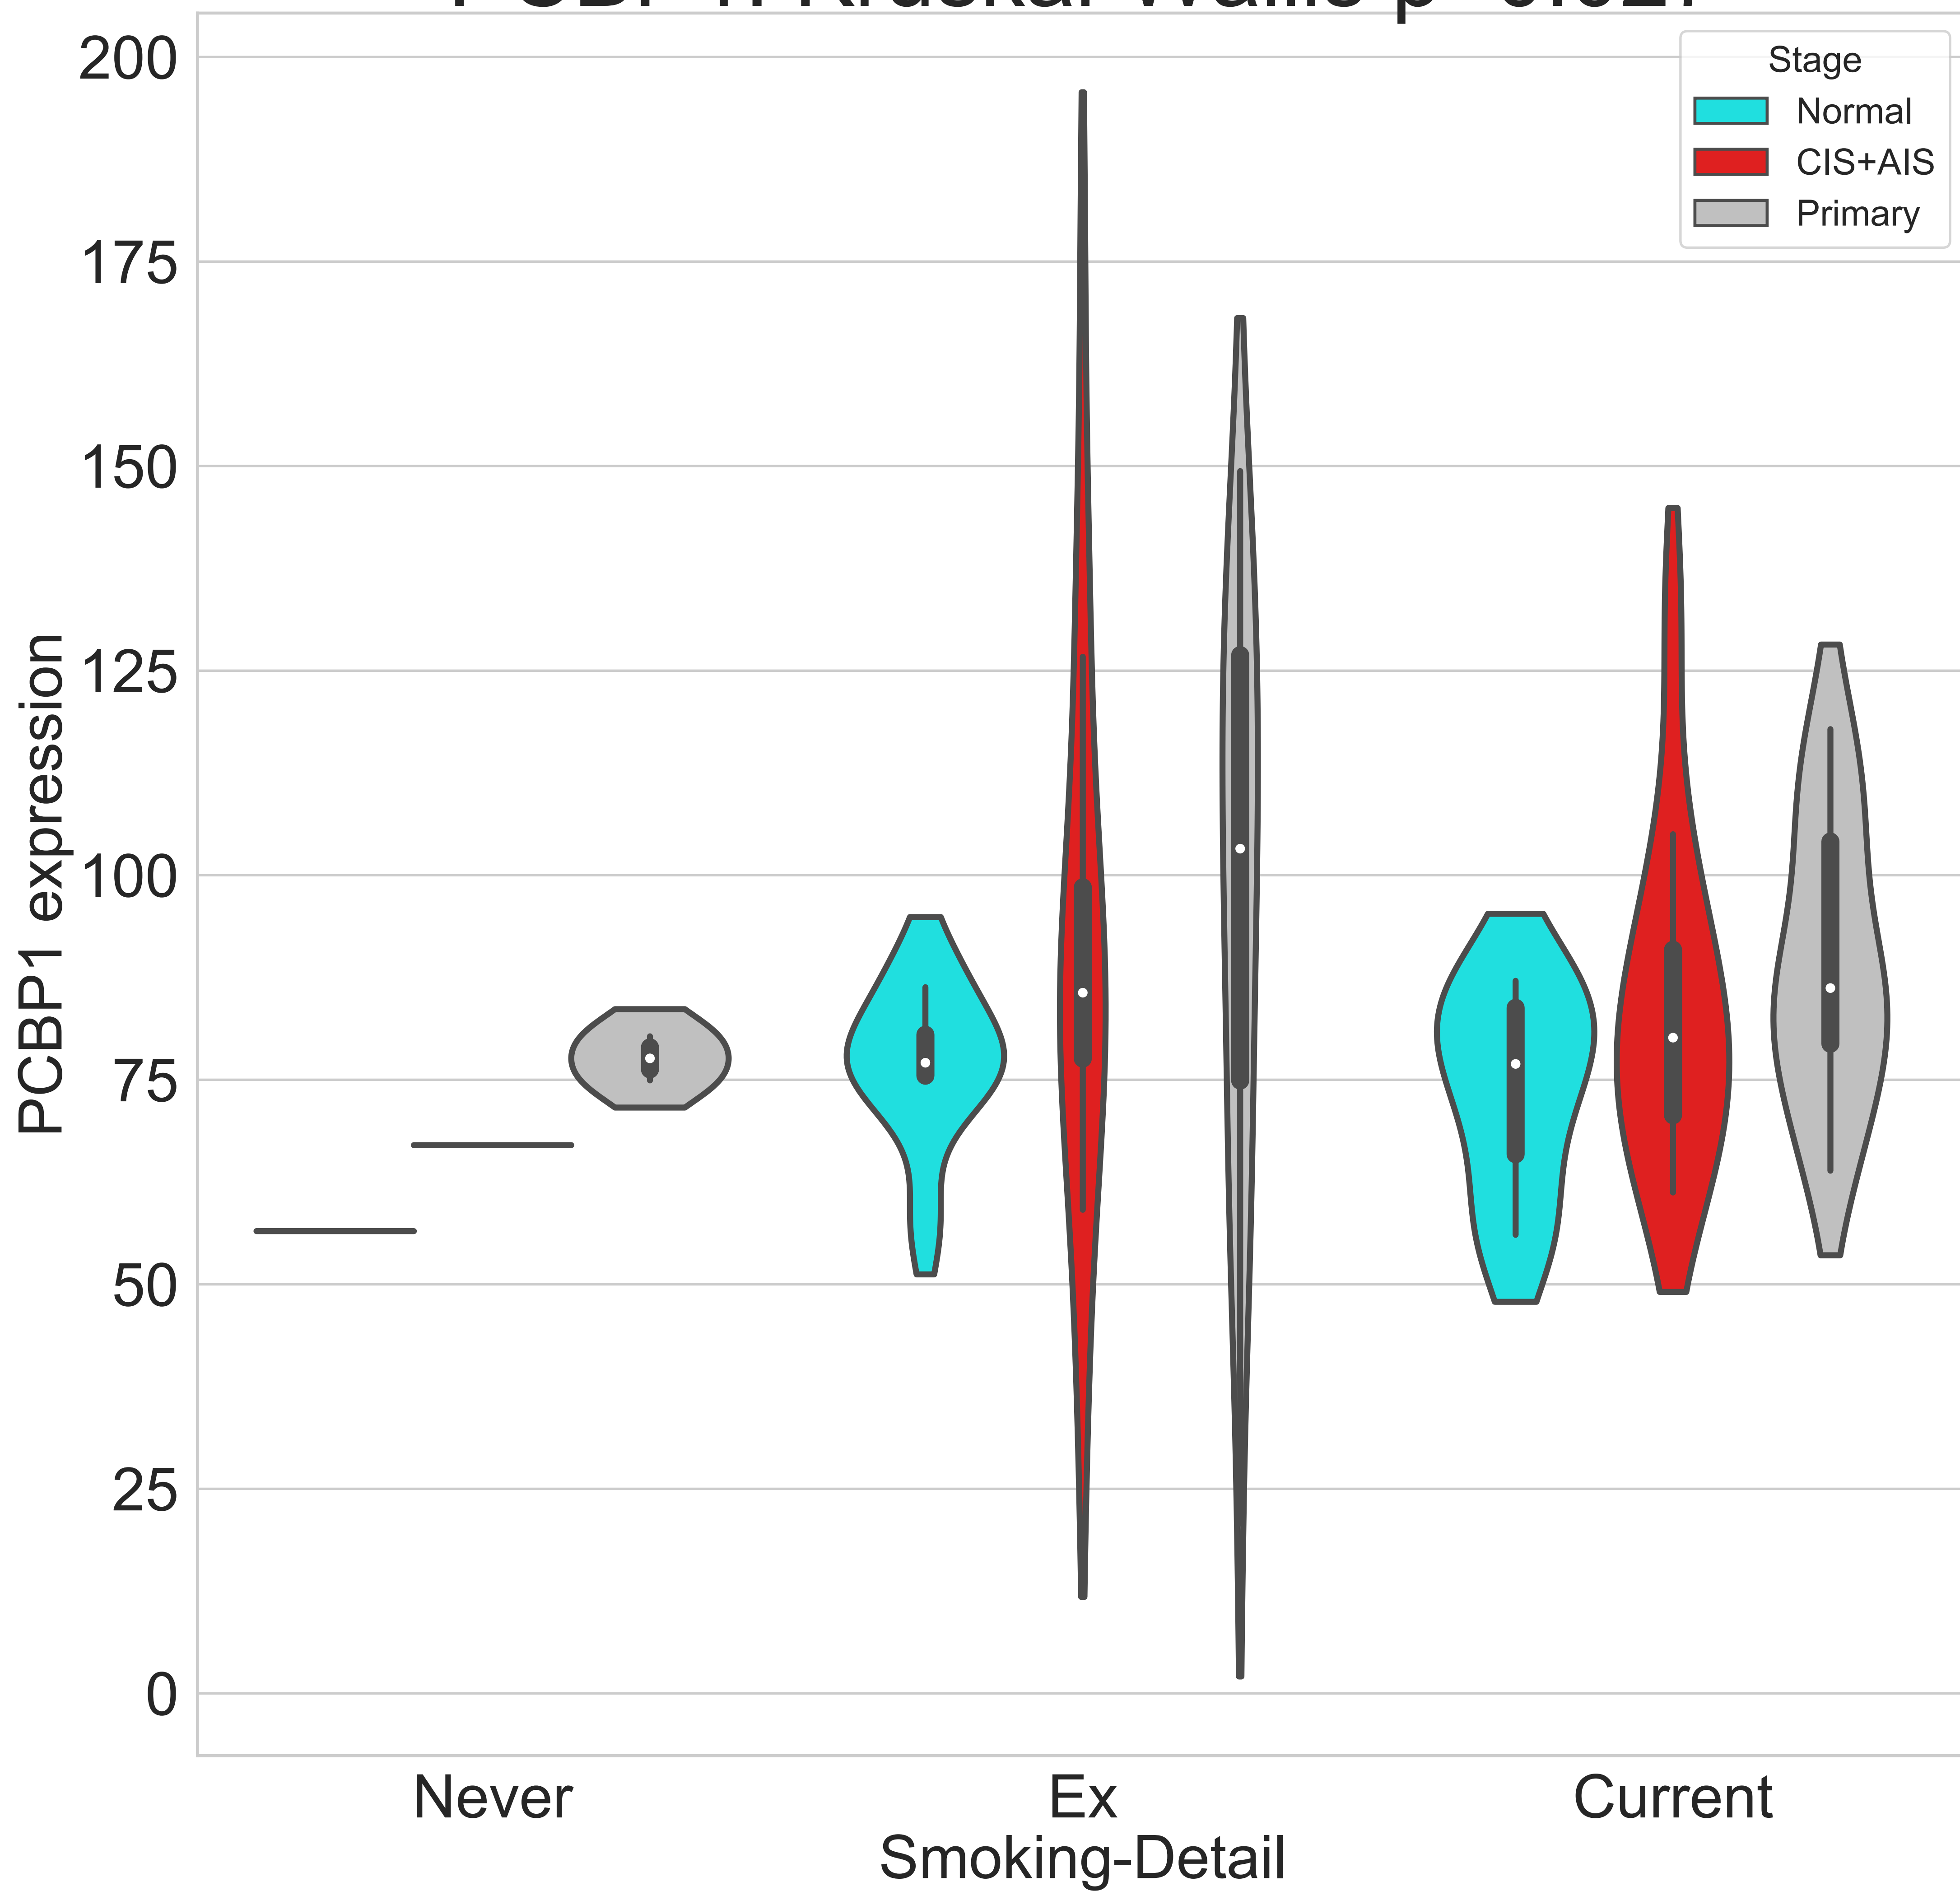 200
175
150
125
100
75
50
25
0
PCBP1 expression
Stage
Normal
CIS+AIS
Primary
Never
Ex
Current
Smoking-Detail